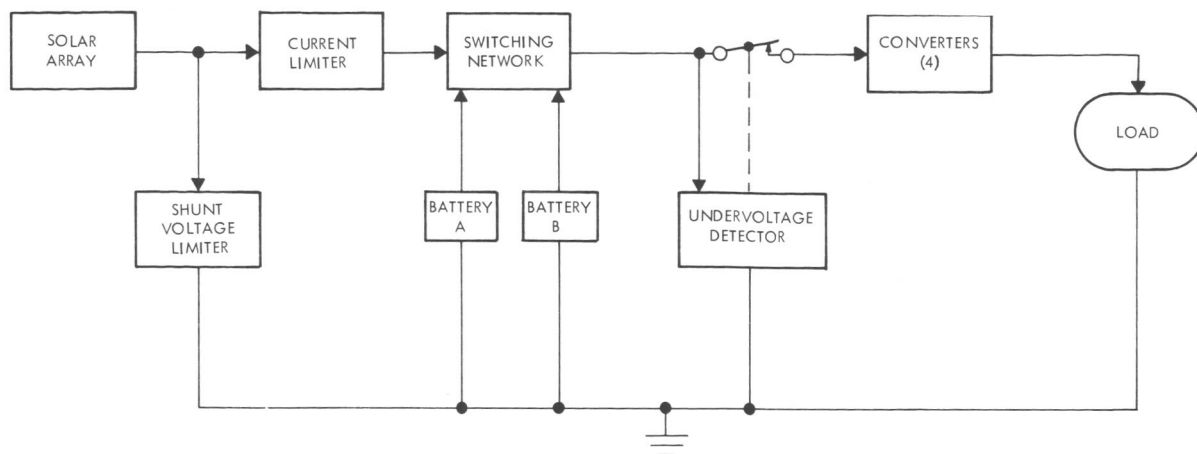 SOLAR
ARRAY
CURRENT
LIMITER
SWITCHING
NETWORK
CONVERTERS
(4)
LOAD
SHUNT
VOLTAGE
LIMITER
BATTERY
A
BATTERY
B
UNDERVOLTAGE
DETECTOR